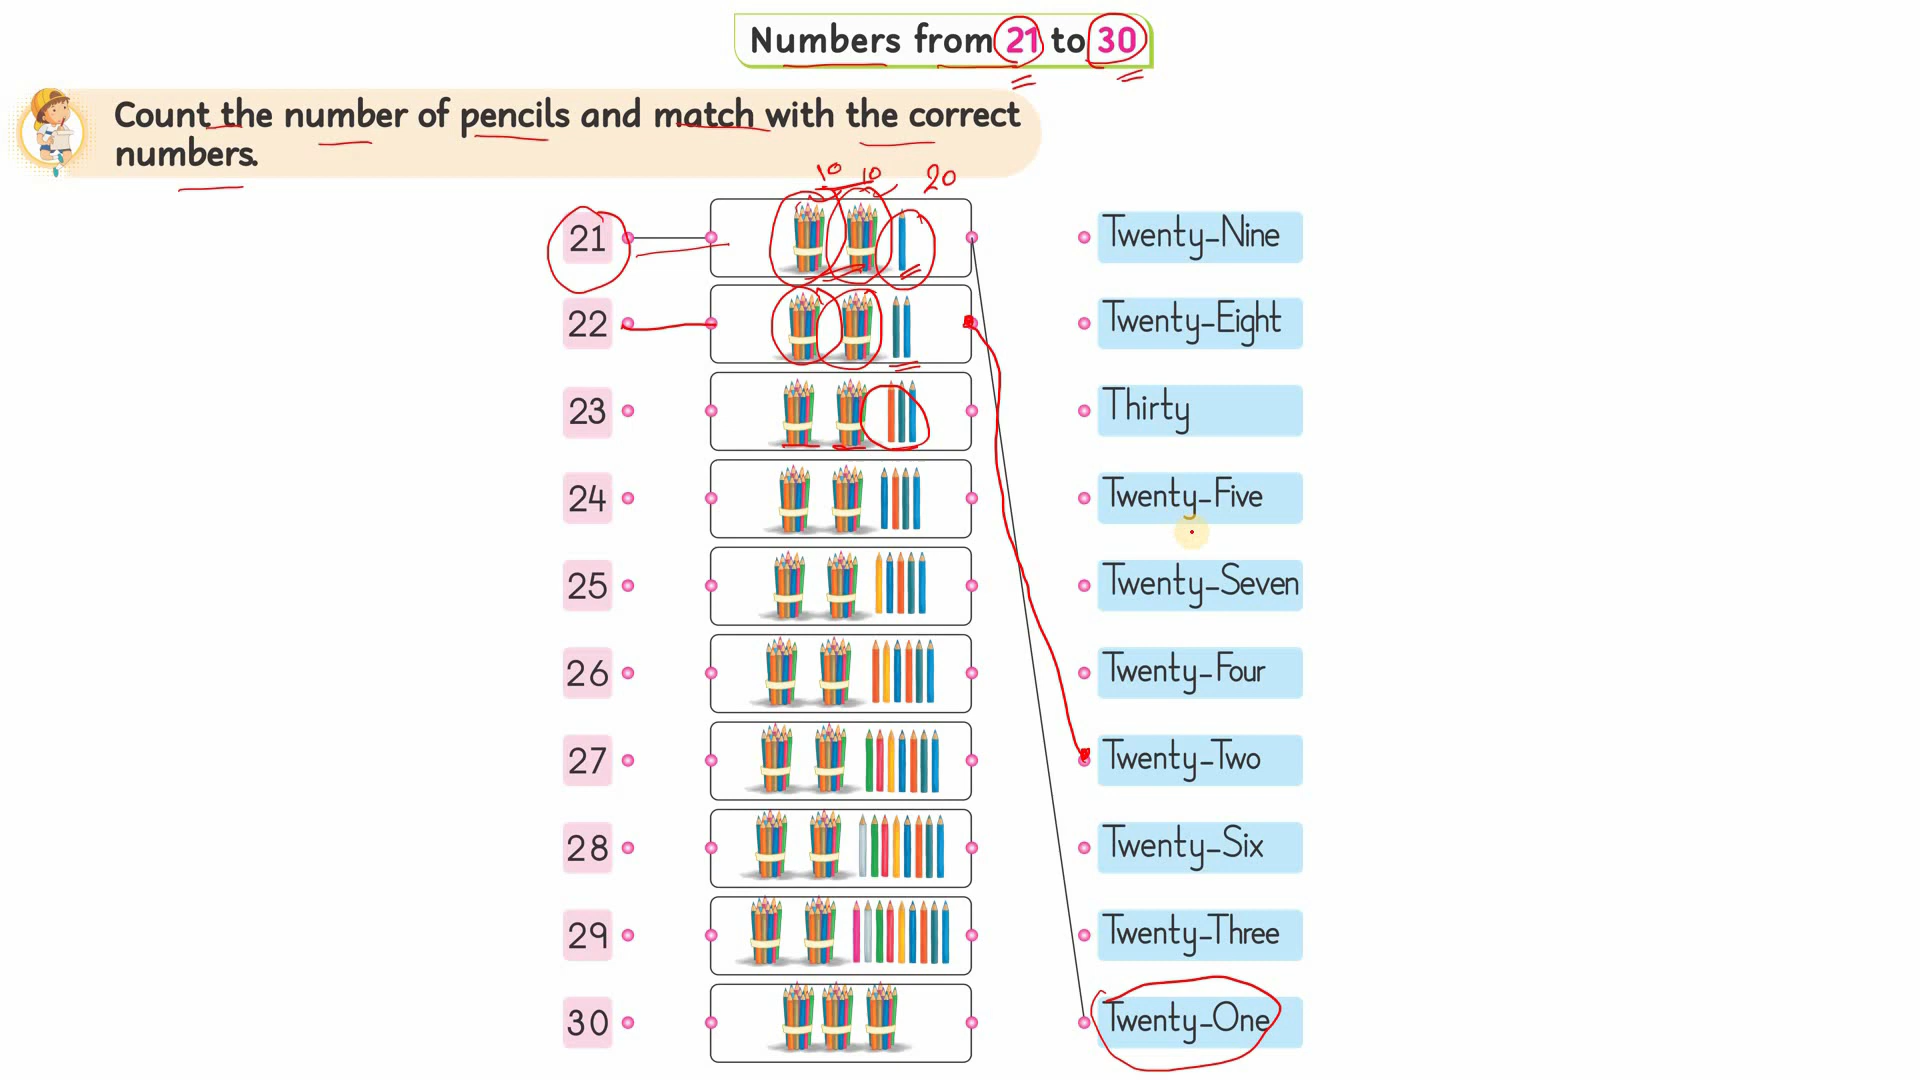 Numbers from 21 to 30
Count the number of pencils and match with the correct
numbers.
10 10 20
21 Twenty-Nine
22 Twenty-Eight
23 Thirty
24 Twenty-Five
25 Twenty-Seven
26 Twenty-Four
27 Twenty-Two
28 Twenty-Six
29 Twenty-Three
30 Twenty-One